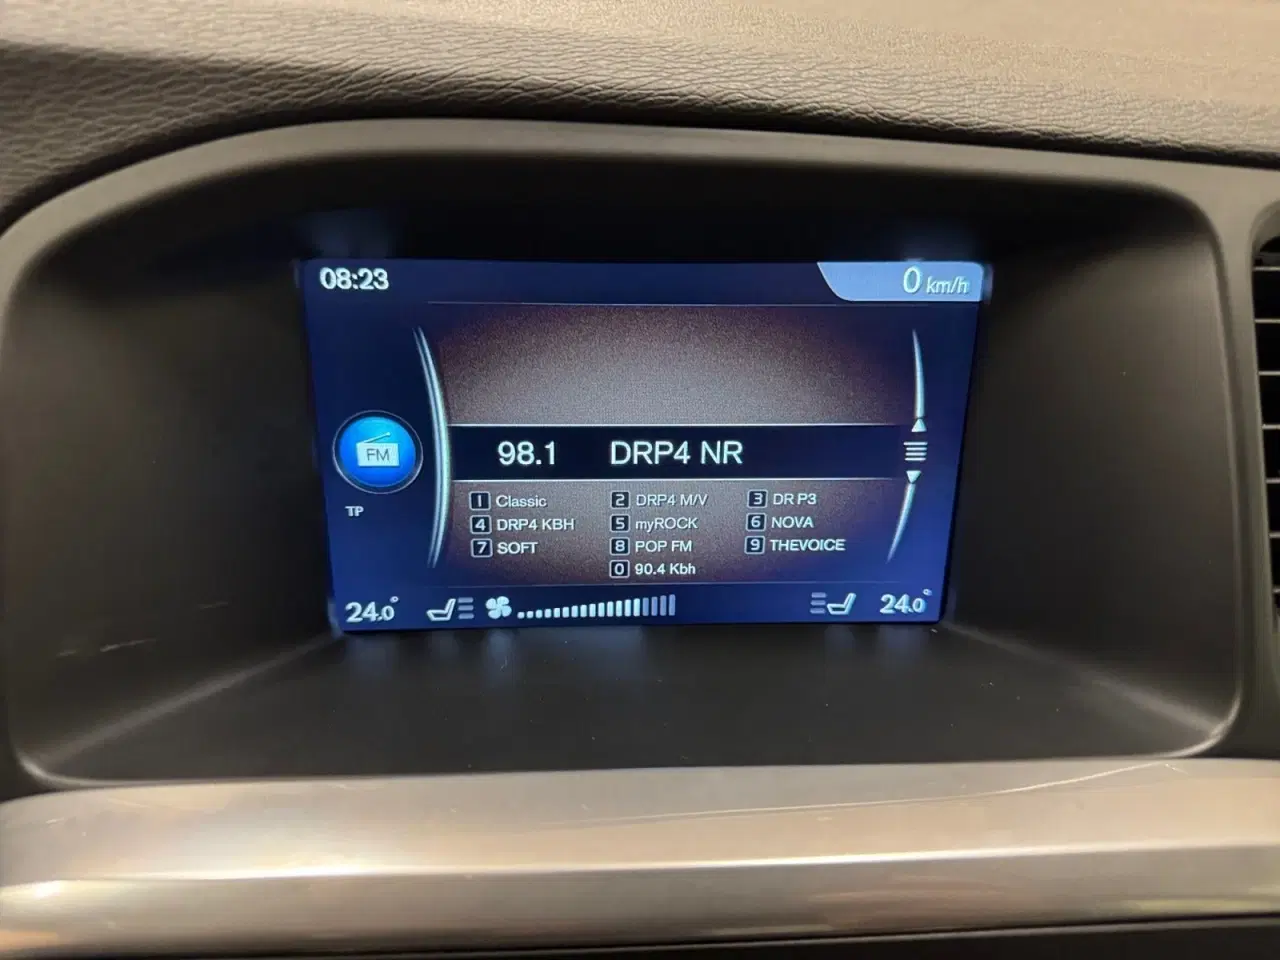 08:23 0 km/h
98.1 DRP4 NR
FM
TP
1 Classic 2 DRP4 M/V 3 DR P3
4 DRP4 KBH 5 myROCK 6 NOVA
7 SOFT 8 POP FM 9 THEVOICE
0 90.4 Kbh
24.0° 24.0°